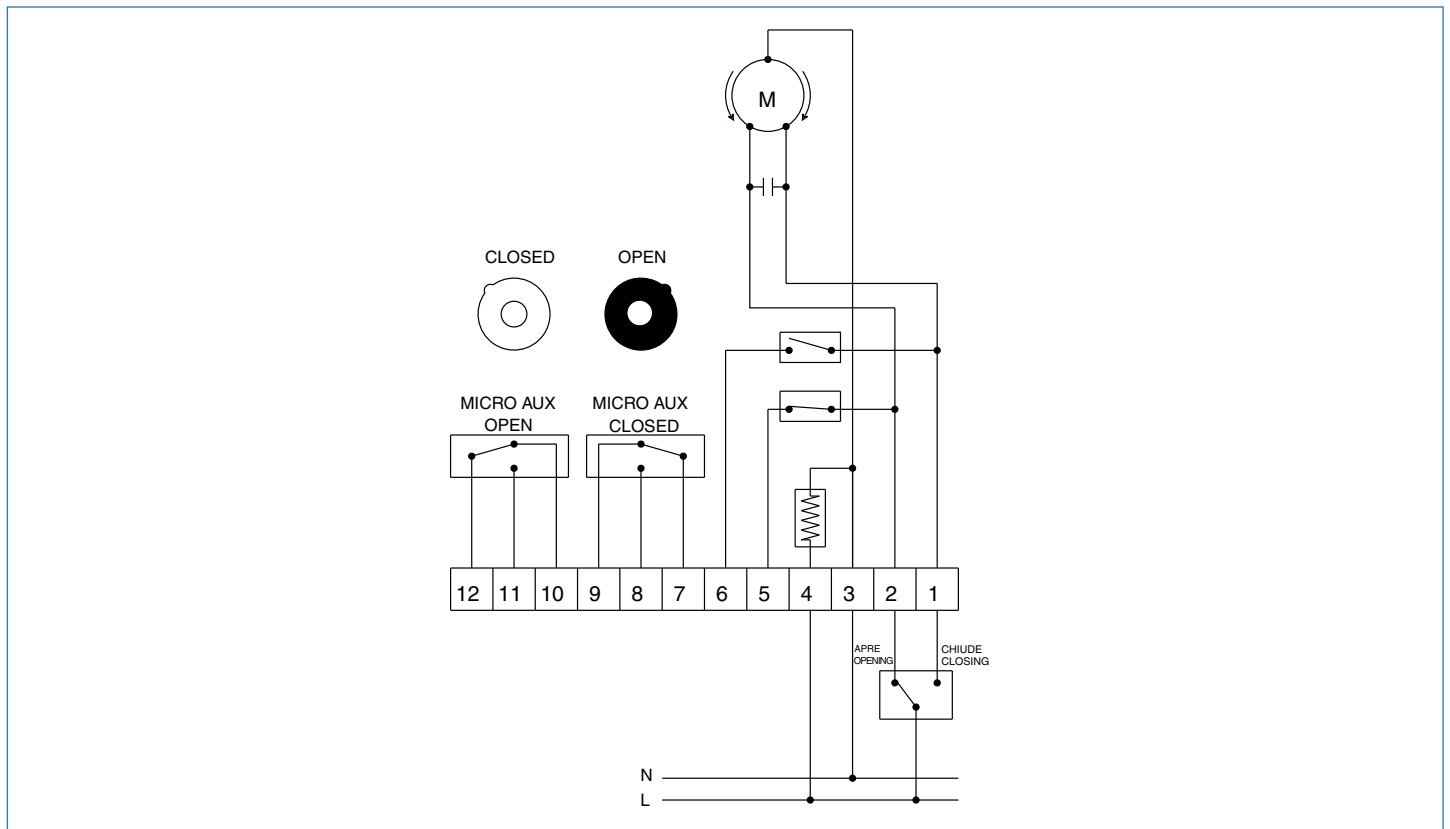 M
CLOSED
OPEN
MICRO AUX
OPEN
MICRO AUX
CLOSED
12 11 10 9 8 7 6 5 4 3 2 1
APRE
OPENING
CHIUDE
CLOSING
N
L